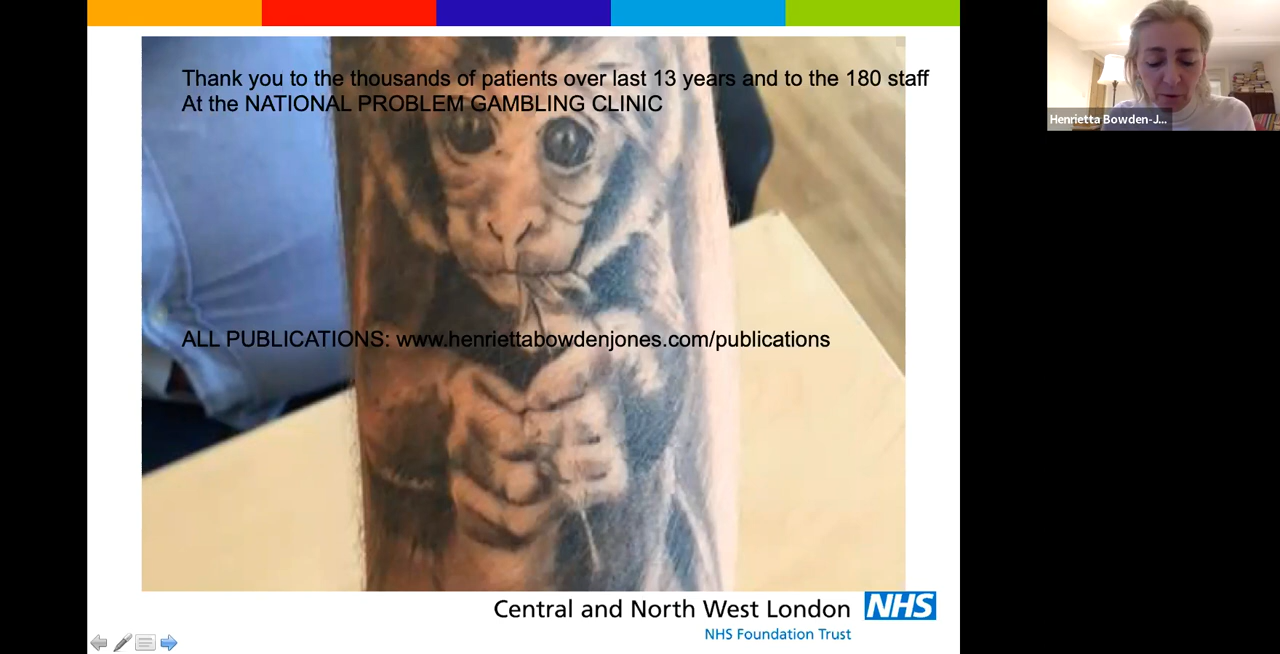 Thank you to the thousands of patients over last 13 years and to the 180 staff
At the NATIONAL PROBLEM GAMBLING CLINIC
Henrietta Bowden-J...
ALL PUBLICATIONS: www.henriettabowdenjones.com/publications
Central and North West London NHS
NHS Foundation Trust